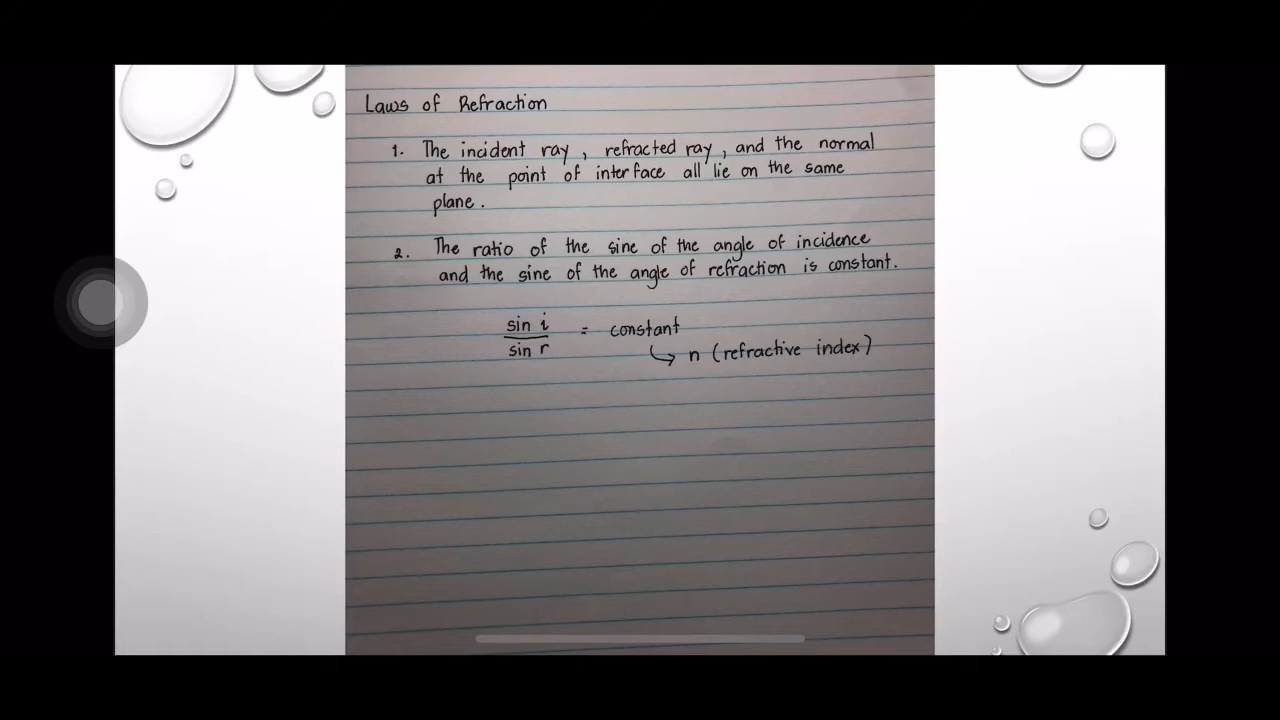 Laws of Refraction
1. The incident ray, refracted ray, and the normal
at the point of interface all lie on the same
plane.
2. The ratio of the sine of the angle of incidence
and the sine of the angle of refraction is constant.
sin i
sin r
= constant
↳ n (refractive index)